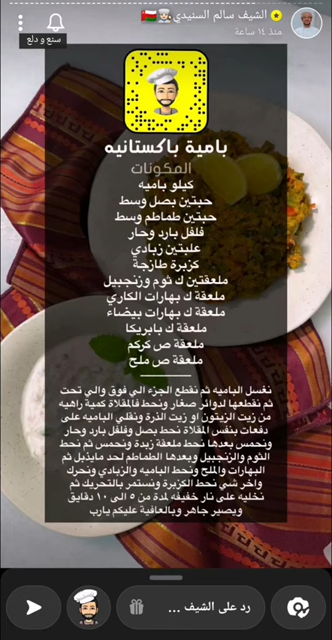 الشيف سالم السنيدي
منذ ١٤ ساعة
سنع و دلع
بامية باكستانيه
المكونات
كيلو باميه
حبتين بصل وسط
حبتين طماطم وسط
فلفل بارد وحار
علبتين زبادي
كزبرة طازجة
ملعقتين ك ثوم وزنجبيل
ملعقة ك بهارات الكاري
ملعقة ك بهارات بيضاء
ملعقة ك بابريكا
ملعقة ص كركم
ملعقة ص ملح
نغسل الباميه ثم نقطع الجزء الي فوق والي تحت
ثم نقطعها لدوائر صغار ونحط فالمقلاة كمية زاهيه
من زيت الزيتون او زيت الذرة ونقلي الباميه على
دفعات بنفس المقلاة نحط بصل وفلفل بارد وحار
ونحمس بعدها نحط ملعقة زبدة ونحمس ثم نحط
الثوم والزنجبيل وبعدها الطماطم لحد مايذبل ثم
البهارات والملح ونحط الباميه والزبادي ونحرك
واخر شي نحط الكزبرة ونستمر بالتحريك ثم
نخليه على نار خفيفه لمدة من ٥ الى ١٠ دقايق
ويصير جاهز وبالعافية عليكم يارب
رد على الشيف ...